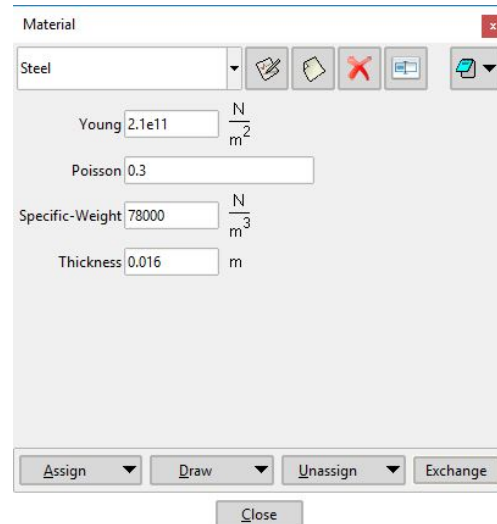 Material
x
Steel
Young 2.1e11 N/m²
Poisson 0.3
Specific-Weight 78000 N/m³
Thickness 0.016 m
Assign Draw Unassign Exchange
Close